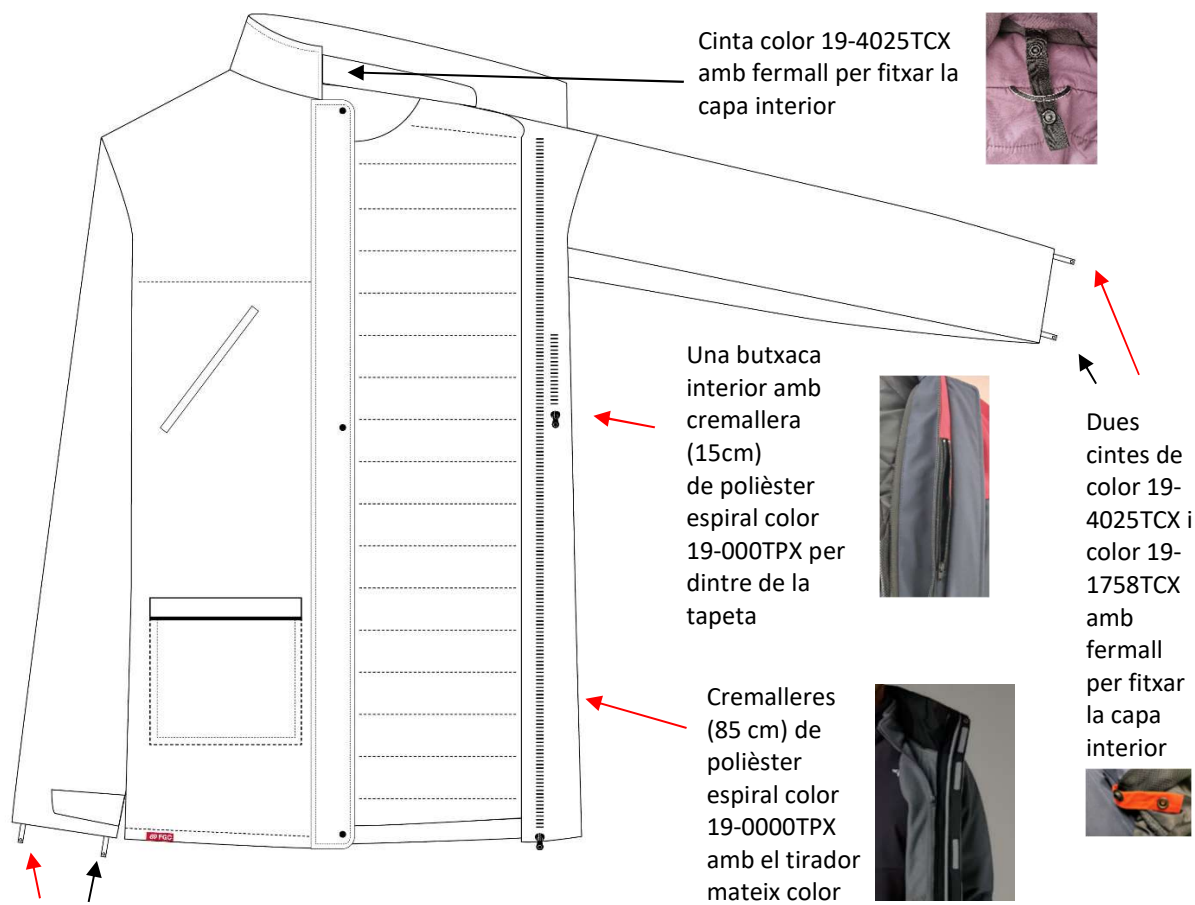 Cinta color 19-4025TCX
amb fermall per fitxar la
capa interior
Una butxaca
interior amb
cremallera
(15cm)
de polièster
espiral color
19-000TPX per
dintre de la
tapeta
Dues
cintes de
color 19-
4025TCX i
color 19-
1758TCX
amb
fermall
per fitxar
la capa
interior
Cremalleres
(85 cm) de
polièster
espiral color
19-0000TPX
amb el tirador
mateix color
FGC